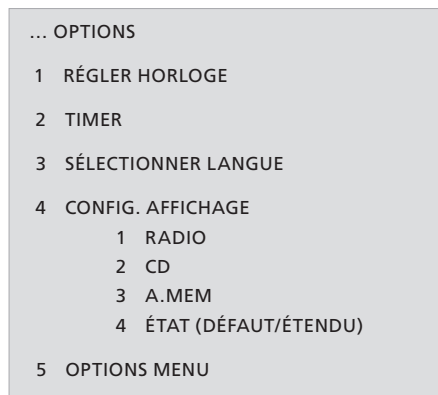 … OPTIONS
1 RÉGLER HORLOGE
2 TIMER
3 SÉLECTIONNER LANGUE
4 CONFIG. AFFICHAGE
1 RADIO
2 CD
3 A.MEM
4 ÉTAT (DÉFAUT/ÉTENDU)
5 OPTIONS MENU